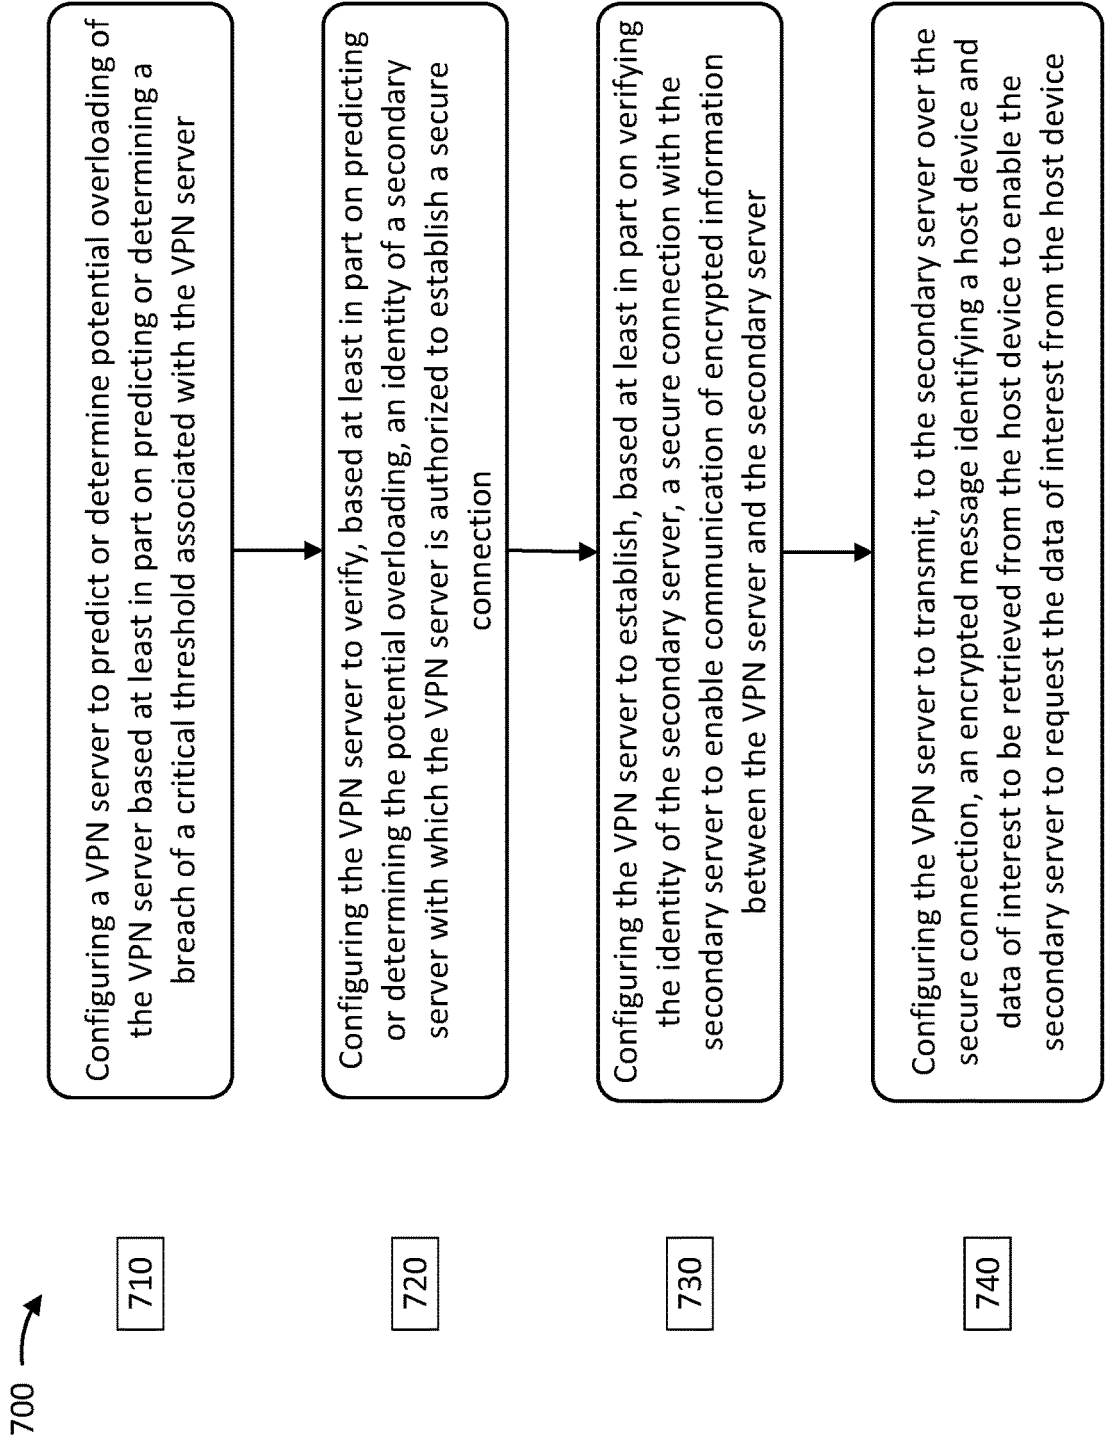 700
710
Configuring a VPN server to predict or determine potential overloading of
the VPN server based at least in part on predicting or determining a
breach of a critical threshold associated with the VPN server
720
Configuring the VPN server to verify, based at least in part on predicting
or determining the potential overloading, an identity of a secondary
server with which the VPN server is authorized to establish a secure
connection
730
Configuring the VPN server to establish, based at least in part on verifying
the identity of the secondary server, a secure connection with the
secondary server to enable communication of encrypted information
between the VPN server and the secondary server
740
Configuring the VPN server to transmit, to the secondary server over the
secure connection, an encrypted message identifying a host device and
data of interest to be retrieved from the host device to enable the
secondary server to request the data of interest from the host device